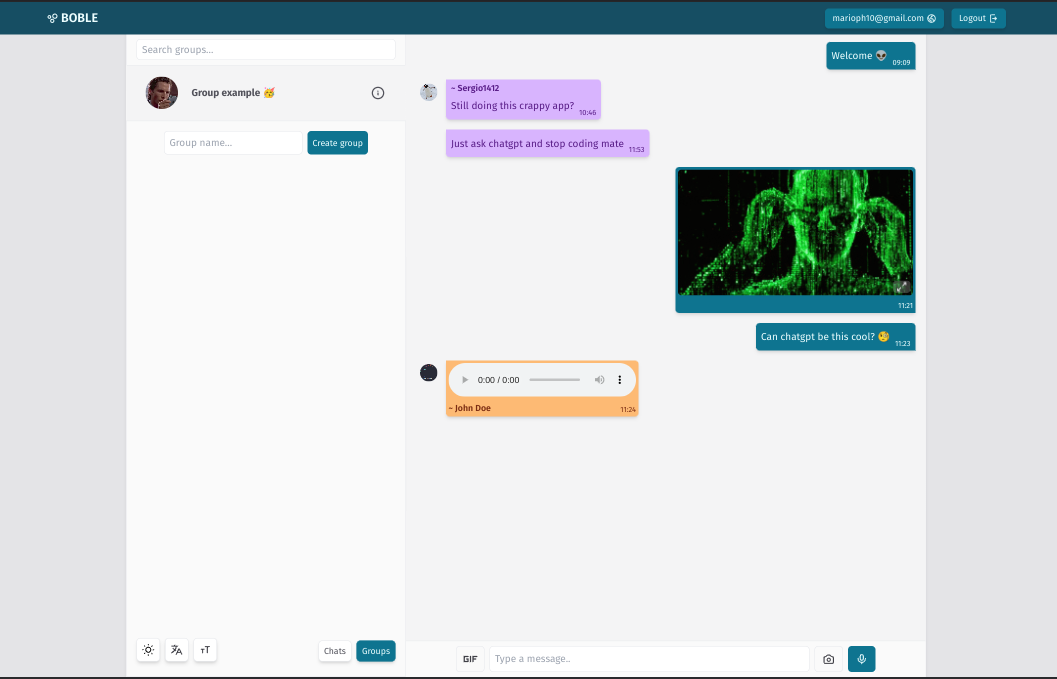 BOBLE
marioph10@gmail.com
Logout
Search groups...
Group example 🥳
Group name...
Create group
Welcome 👽 09:09
~ Sergio1412
Still doing this crappy app? 10:46
Just ask chatgpt and stop coding mate 11:53
11:21
Can chatgpt be this cool? 🧐 11:23
0:00 / 0:00
~ John Doe 11:24
Chats
Groups
GIF
Type a message..